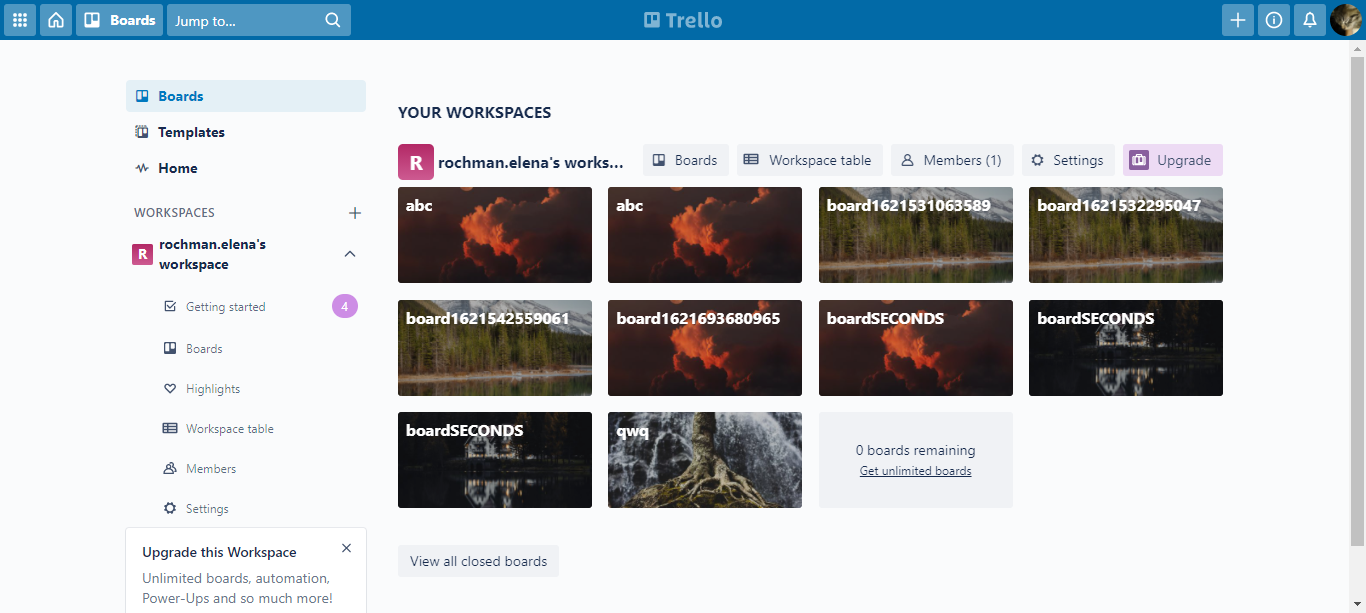 Boards
Jump to...
Trello
Boards
Templates
Home
WORKSPACES
R
rochman.elena's
workspace
Getting started
4
Boards
Highlights
Workspace table
Members
Settings
Upgrade this Workspace
Unlimited boards, automation,
Power-Ups and so much more!
YOUR WORKSPACES
R
rochman.elena's works...
Boards
Workspace table
Members (1)
Settings
Upgrade
abc
abc
board1621531063589
board1621532295047
board1621542559061
board1621693680965
boardSECONDS
boardSECONDS
boardSECONDS
qwq
0 boards remaining
Get unlimited boards
View all closed boards